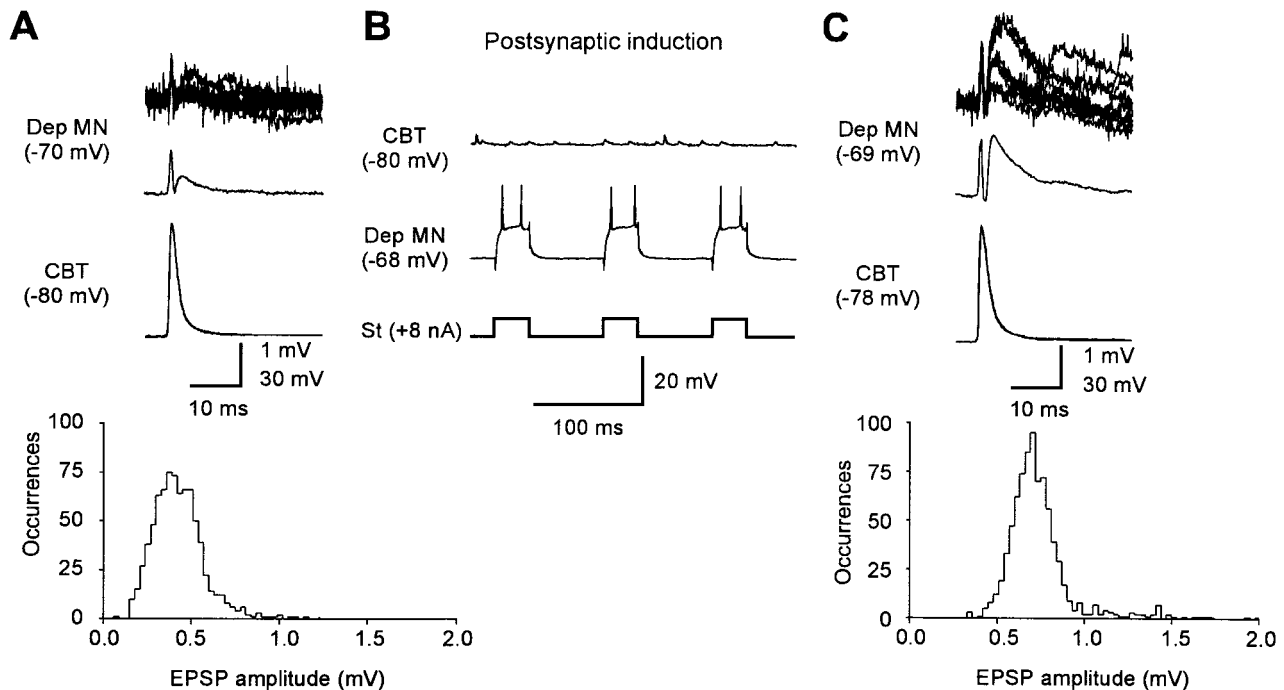 A
Dep MN
(-70 mV)
CBT
(-80 mV)
1 mV
30 mV
10 ms
100
75
50
25
0
Occurrences
0.0
0.5
1.0
1.5
2.0
EPSP amplitude (mV)
B
Postsynaptic induction
CBT
(-80 mV)
Dep MN
(-68 mV)
St (+8 nA)
20 mV
100 ms
C
Dep MN
(-69 mV)
CBT
(-78 mV)
1 mV
30 mV
10 ms
100
75
50
25
0
Occurrences
0.0
0.5
1.0
1.5
2.0
EPSP amplitude (mV)